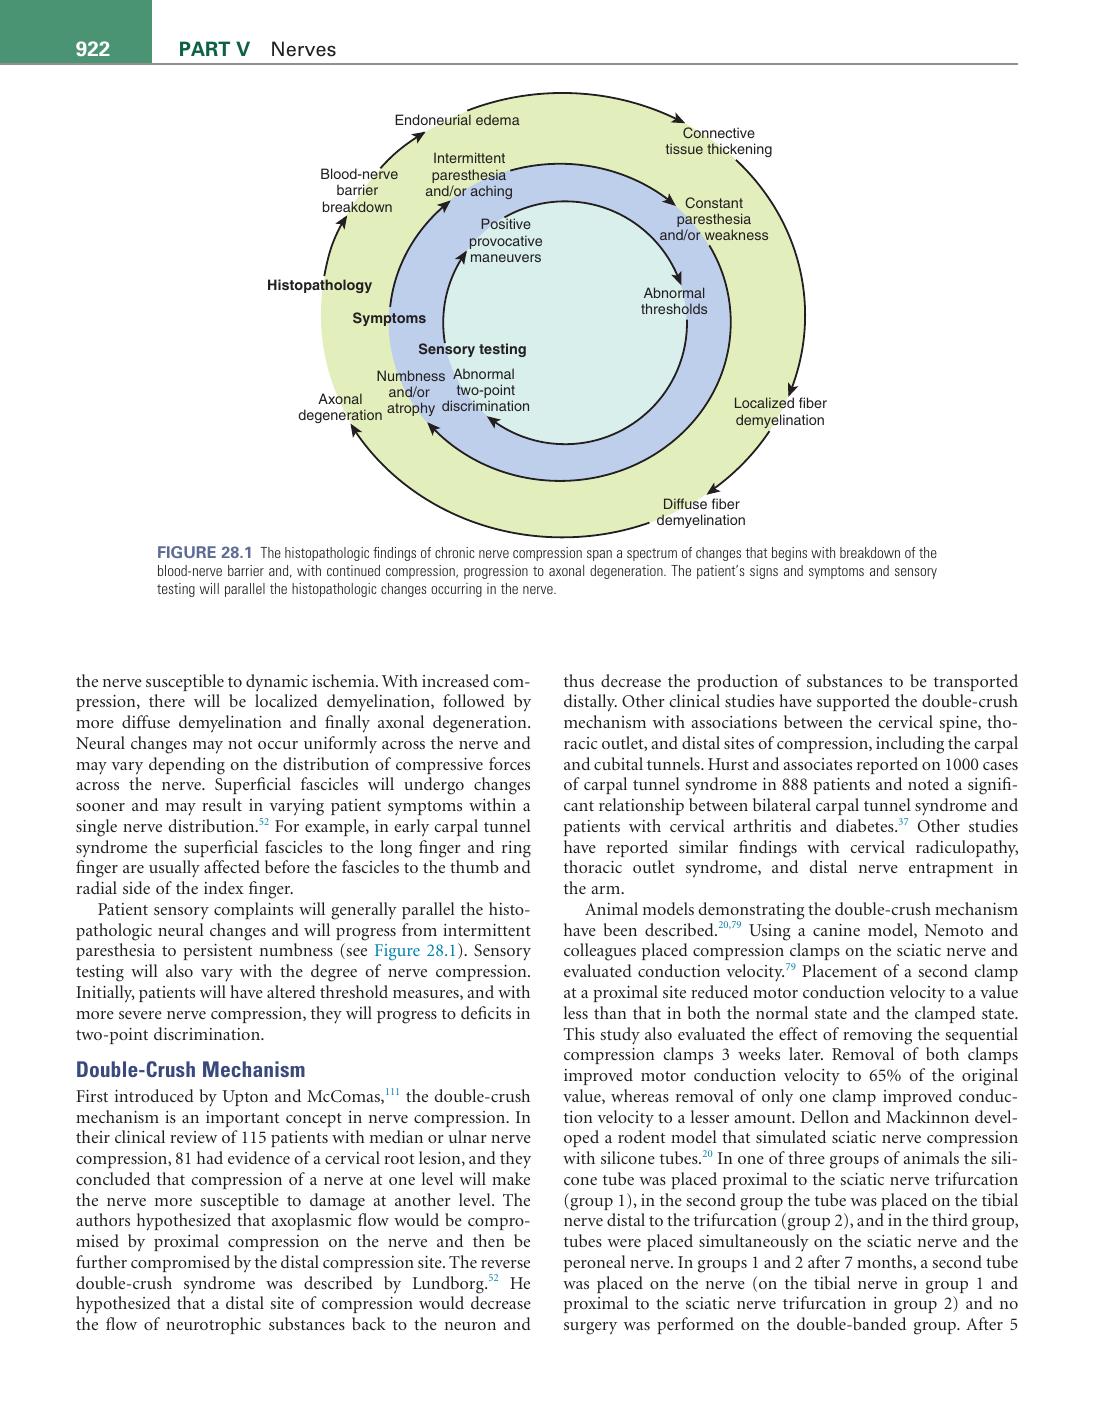 922
PART V Nerves
Endoneurial edema
Connective
tissue thickening
Intermittent
paresthesia
and/or aching
Blood-nerve
barrier
breakdown
Constant
paresthesia
and/or weakness
Positive
provocative
maneuvers
Histopathology
Abnormal
thresholds
Symptoms
Sensory testing
Numbness
and/or
atrophy
Abnormal
two-point
discrimination
Axonal
degeneration
Localized fiber
demyelination
Diffuse fiber
demyelination
FIGURE 28.1 The histopathologic findings of chronic nerve compression span a spectrum of changes that begins with breakdown of the
blood-nerve barrier and, with continued compression, progression to axonal degeneration. The patient's signs and symptoms and sensory
testing will parallel the histopathologic changes occurring in the nerve.
the nerve susceptible to dynamic ischemia. With increased com-
pression, there will be localized demyelination, followed by
more diffuse demyelination and finally axonal degeneration.
Neural changes may not occur uniformly across the nerve and
may vary depending on the distribution of compressive forces
across the nerve. Superficial fascicles will undergo changes
sooner and may result in varying patient symptoms within a
single nerve distribution.52 For example, in early carpal tunnel
syndrome the superficial fascicles to the long finger and ring
finger are usually affected before the fascicles to the thumb and
radial side of the index finger.
Patient sensory complaints will generally parallel the histo-
pathologic neural changes and will progress from intermittent
paresthesia to persistent numbness (see Figure 28.1). Sensory
testing will also vary with the degree of nerve compression.
Initially, patients will have altered threshold measures, and with
more severe nerve compression, they will progress to deficits in
two-point discrimination.
Double-Crush Mechanism
First introduced by Upton and McComas,111 the double-crush
mechanism is an important concept in nerve compression. In
their clinical review of 115 patients with median or ulnar nerve
compression, 81 had evidence of a cervical root lesion, and they
concluded that compression of a nerve at one level will make
the nerve more susceptible to damage at another level. The
authors hypothesized that axoplasmic flow would be compro-
mised by proximal compression on the nerve and then be
further compromised by the distal compression site. The reverse
double-crush syndrome was described by Lundborg.52 He
hypothesized that a distal site of compression would decrease
the flow of neurotrophic substances back to the neuron and
thus decrease the production of substances to be transported
distally. Other clinical studies have supported the double-crush
mechanism with associations between the cervical spine, tho-
racic outlet, and distal sites of compression, including the carpal
and cubital tunnels. Hurst and associates reported on 1000 cases
of carpal tunnel syndrome in 888 patients and noted a signifi-
cant relationship between bilateral carpal tunnel syndrome and
patients with cervical arthritis and diabetes.37 Other studies
have reported similar findings with cervical radiculopathy,
thoracic outlet syndrome, and distal nerve entrapment in
the arm.
Animal models demonstrating the double-crush mechanism
have been described.20,79 Using a canine model, Nemoto and
colleagues placed compression clamps on the sciatic nerve and
evaluated conduction velocity.79 Placement of a second clamp
at a proximal site reduced motor conduction velocity to a value
less than that in both the normal state and the clamped state.
This study also evaluated the effect of removing the sequential
compression clamps 3 weeks later. Removal of both clamps
improved motor conduction velocity to 65% of the original
value, whereas removal of only one clamp improved conduc-
tion velocity to a lesser amount. Dellon and Mackinnon devel-
oped a rodent model that simulated sciatic nerve compression
with silicone tubes.20 In one of three groups of animals the sili-
cone tube was placed proximal to the sciatic nerve trifurcation
(group 1), in the second group the tube was placed on the tibial
nerve distal to the trifurcation (group 2), and in the third group,
tubes were placed simultaneously on the sciatic nerve and the
peroneal nerve. In groups 1 and 2 after 7 months, a second tube
was placed on the nerve (on the tibial nerve in group 1 and
proximal to the sciatic nerve trifurcation in group 2) and no
surgery was performed on the double-banded group. After 5